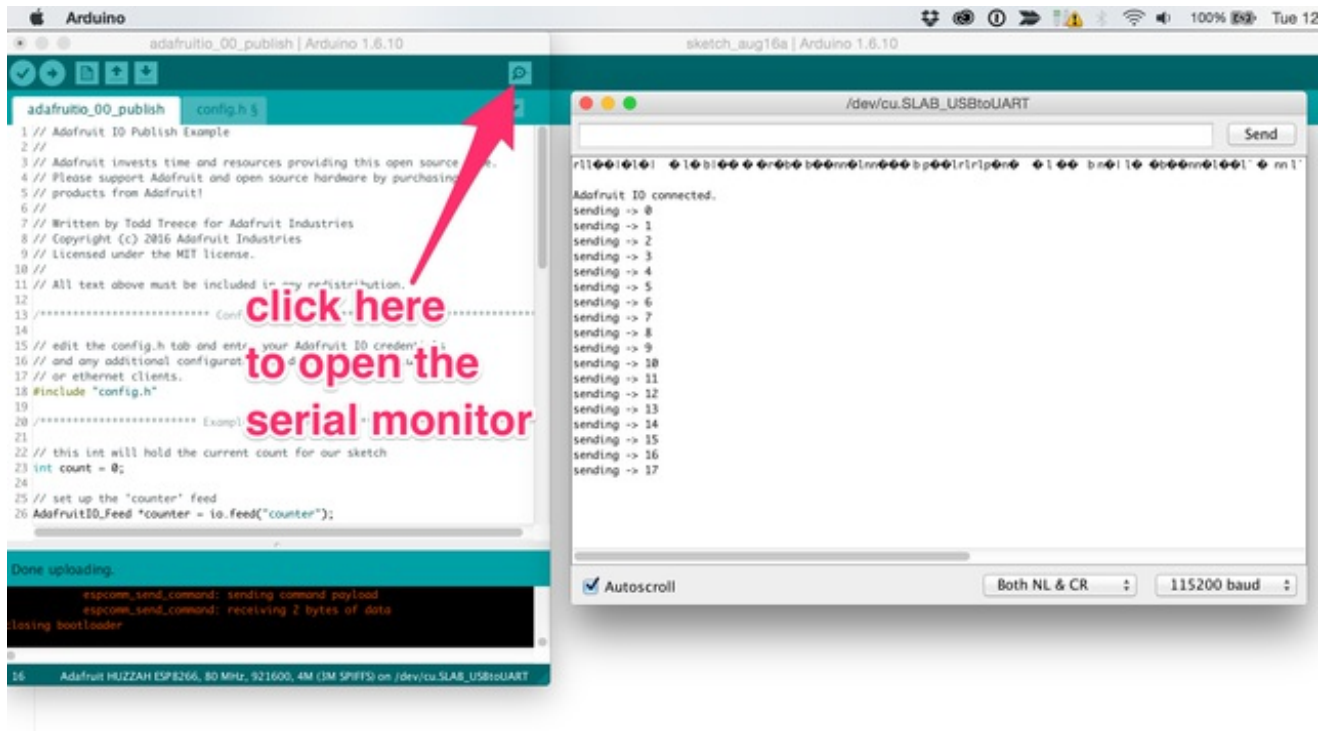 Arduino
100% Tue 12
adafruitio_00_publish | Arduino 1.6.10
sketch_aug16a | Arduino 1.6.10
adafruitio_00_publish
config.h §
1 // Adafruit IO Publish Example
2 //
3 // Adafruit invests time and resources providing this open source
4 // Please support Adafruit and open source hardware by purchasing
5 // products from Adafruit!
6 //
7 // Written by Todd Treece for Adafruit Industries
8 // Copyright (c) 2016 Adafruit Industries
9 // Licensed under the MIT license.
10 //
11 // All text above must be included in any redistribution.
12
13 /**************************
14
15 // edit the config.h tab and enter your Adafruit IO credentials
16 // and any additional
17 // or ethernet clients.
18 #include "config.h"
19
20 /************************
21
22 // this int will hold the current count for our sketch
23 int count = 0;
24
25 // set up the 'counter' feed
26 AdafruitIO_Feed *counter = io.feed("counter");
click here
to open the
serial monitor
Done uploading.
espcomm_send_command: sending command payload
espcomm_send_command: receiving 2 bytes of data
closing bootloader
16 Adafruit HUZZAH ESP8266, 80 MHz, 921600, 4M (3M SPIFFS) on /dev/cu.SLAB_USBtoUART
/dev/cu.SLAB_USBtoUART
Send
Adafruit IO connected.
sending -> 0
sending -> 1
sending -> 2
sending -> 3
sending -> 4
sending -> 5
sending -> 6
sending -> 7
sending -> 8
sending -> 9
sending -> 10
sending -> 11
sending -> 12
sending -> 13
sending -> 14
sending -> 15
sending -> 16
sending -> 17
Autoscroll
Both NL & CR
115200 baud